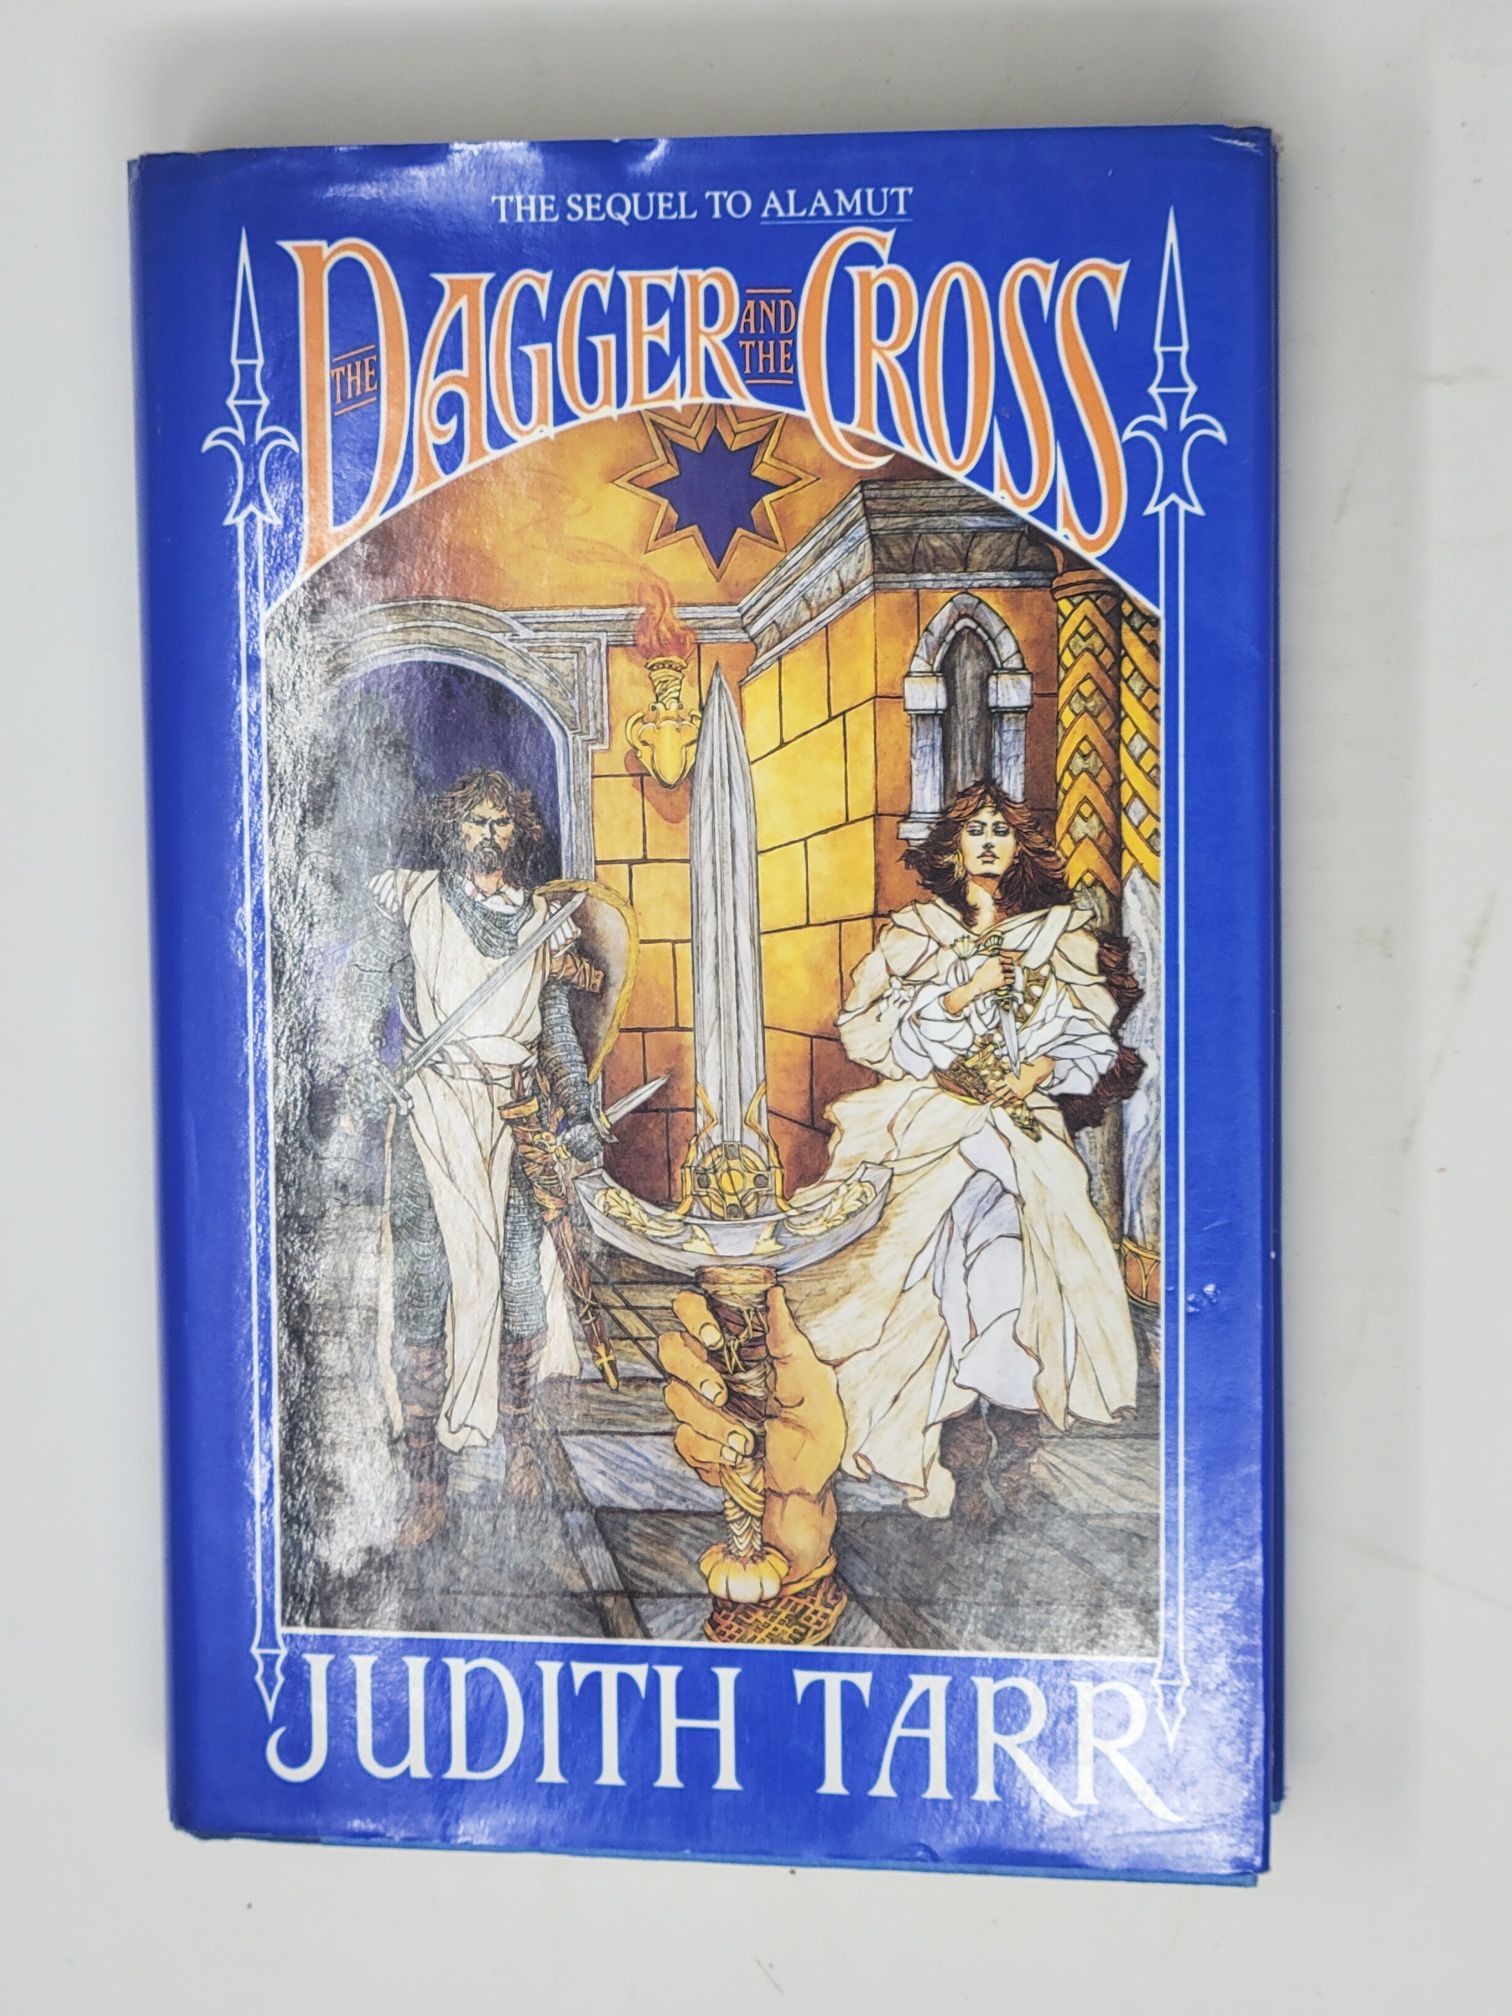 THE SEQUEL TO ALAMUT
THE DAGGER AND THE CROSS
JUDITH TARR